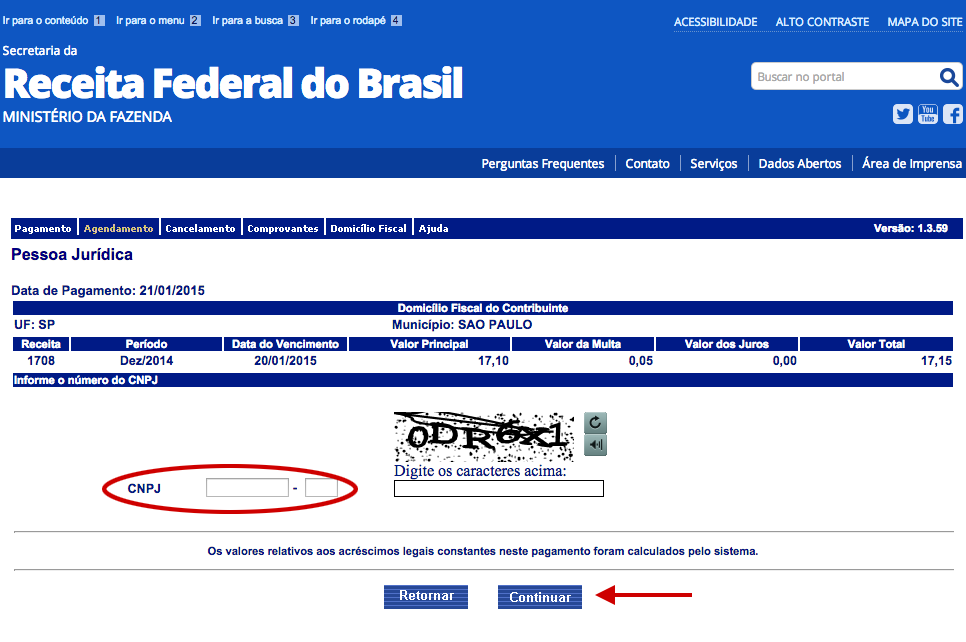 Ir para o conteúdo 1 Ir para o menu 2 Ir para a busca 3 Ir para o rodapé 4
ACESSIBILIDADE ALTO CONTRASTE MAPA DO SITE
Secretaria da
Receita Federal do Brasil
MINISTÉRIO DA FAZENDA
Buscar no portal
You Tube
Perguntas Frequentes Contato Serviços Dados Abertos Área de Imprensa
Pagamento Agendamento Cancelamento Comprovantes Domicílio Fiscal Ajuda Versão: 1.3.59
Pessoa Jurídica
Data de Pagamento: 21/01/2015
Domicílio Fiscal do Contribuinte
UF: SP Município: SAO PAULO
Receita Período Data do Vencimento Valor Principal Valor da Multa Valor dos Juros Valor Total
1708 Dez/2014 20/01/2015 17,10 0,05 0,00 17,15
Informe o número do CNPJ
0DR6X1
Digite os caracteres acima:
CNPJ -
Os valores relativos aos acréscimos legais constantes neste pagamento foram calculados pelo sistema.
Retornar Continuar